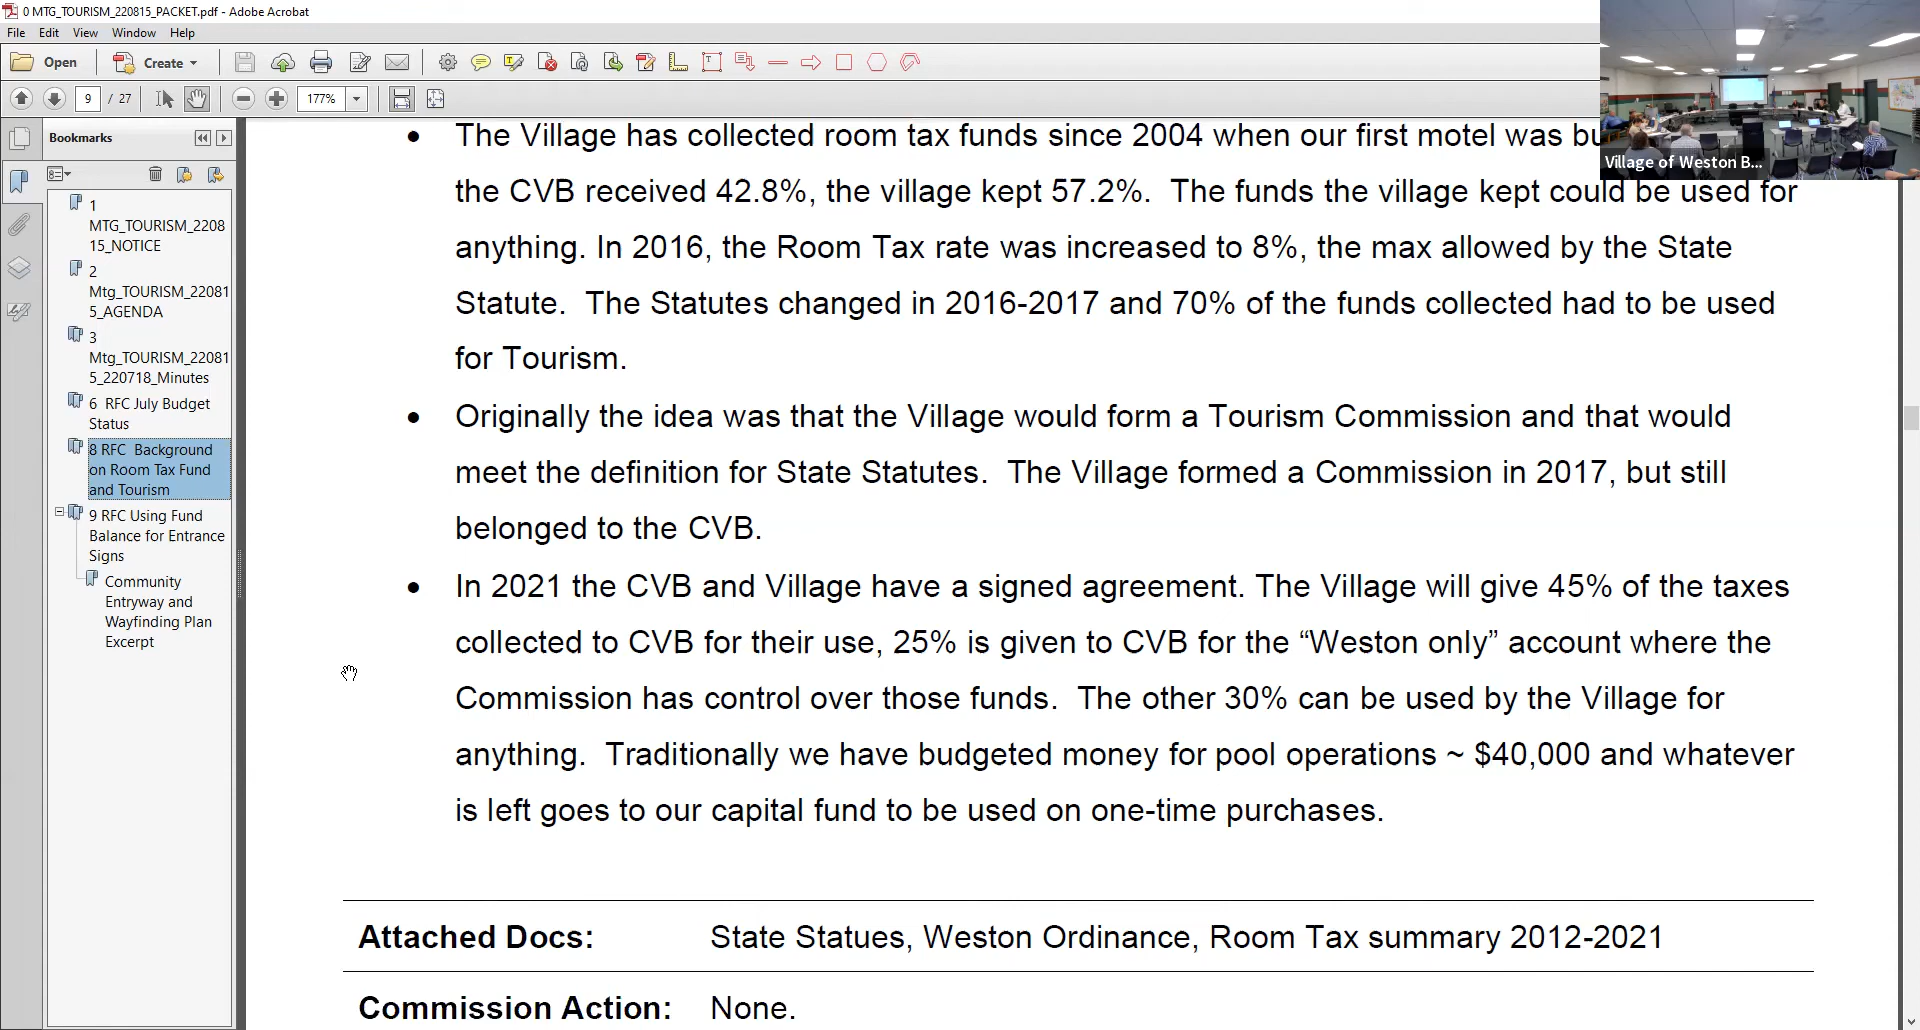 0 MTG_TOURISM_220815_PACKET.pdf - Adobe Acrobat
File Edit View Window Help
Open Create
9 / 27 177%
Bookmarks
1
MTG_TOURISM_2208
15_NOTICE
2
Mtg_TOURISM_22081
5_AGENDA
3
Mtg_TOURISM_22081
5_220718_Minutes
6 RFC July Budget
Status
8 RFC Background
on Room Tax Fund
and Tourism
9 RFC Using Fund
Balance for Entrance
Signs
Community
Entryway and
Wayfinding Plan
Excerpt
• The Village has collected room tax funds since 2004 when our first motel was bu
the CVB received 42.8%, the village kept 57.2%. The funds the village kept could be used for
anything. In 2016, the Room Tax rate was increased to 8%, the max allowed by the State
Statute. The Statutes changed in 2016-2017 and 70% of the funds collected had to be used
for Tourism.
• Originally the idea was that the Village would form a Tourism Commission and that would
meet the definition for State Statutes. The Village formed a Commission in 2017, but still
belonged to the CVB.
• In 2021 the CVB and Village have a signed agreement. The Village will give 45% of the taxes
collected to CVB for their use, 25% is given to CVB for the “Weston only” account where the
Commission has control over those funds. The other 30% can be used by the Village for
anything. Traditionally we have budgeted money for pool operations ~ $40,000 and whatever
is left goes to our capital fund to be used on one-time purchases.
Attached Docs: State Statues, Weston Ordinance, Room Tax summary 2012-2021
Commission Action: None.
Village of Weston B...